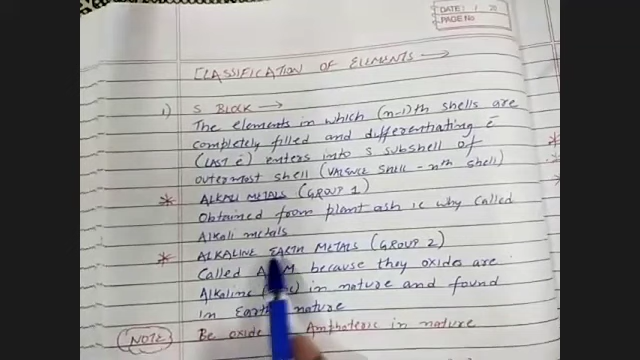 DATE: / 20
PAGE NO
CLASSIFICATION OF ELEMENTS →
i) S BLOCK →
The elements in which (n-1)th shells are
completely filled and differentiating ē
(LAST ē) enters into S subshell of
outermost shell (VALENCE SHELL - nth shell)
* ALKALI METALS (GROUP 1)
Obtained from plant ash ie why called
Alkali metals
* ALKALINE EARTH METALS (GROUP 2)
Called A M because they oxides are
Alkaline in nature and found
in Earth nature
NOTE Be oxide Amphoteric in nature